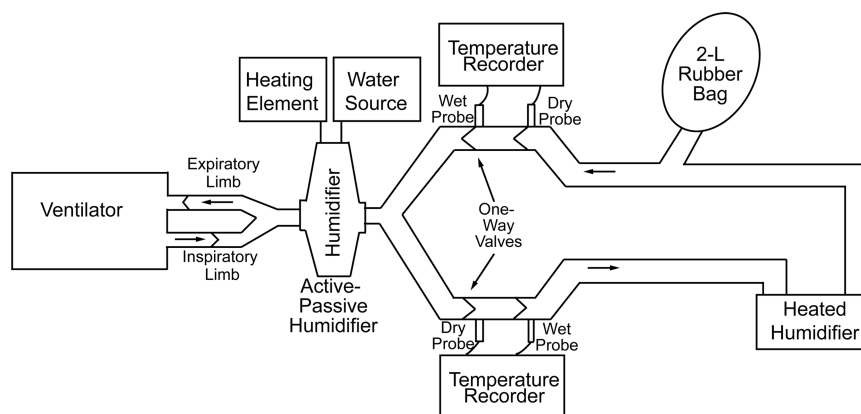 Temperature
Recorder
2-L
Rubber
Bag
Heating
Element
Water
Source
Wet
Probe
Dry
Probe
Expiratory
Limb
Ventilator
Humidifier
One-
Way
Valves
Inspiratory
Limb
Active-
Passive
Humidifier
Heated
Humidifier
Dry
Probe
Wet
Probe
Temperature
Recorder